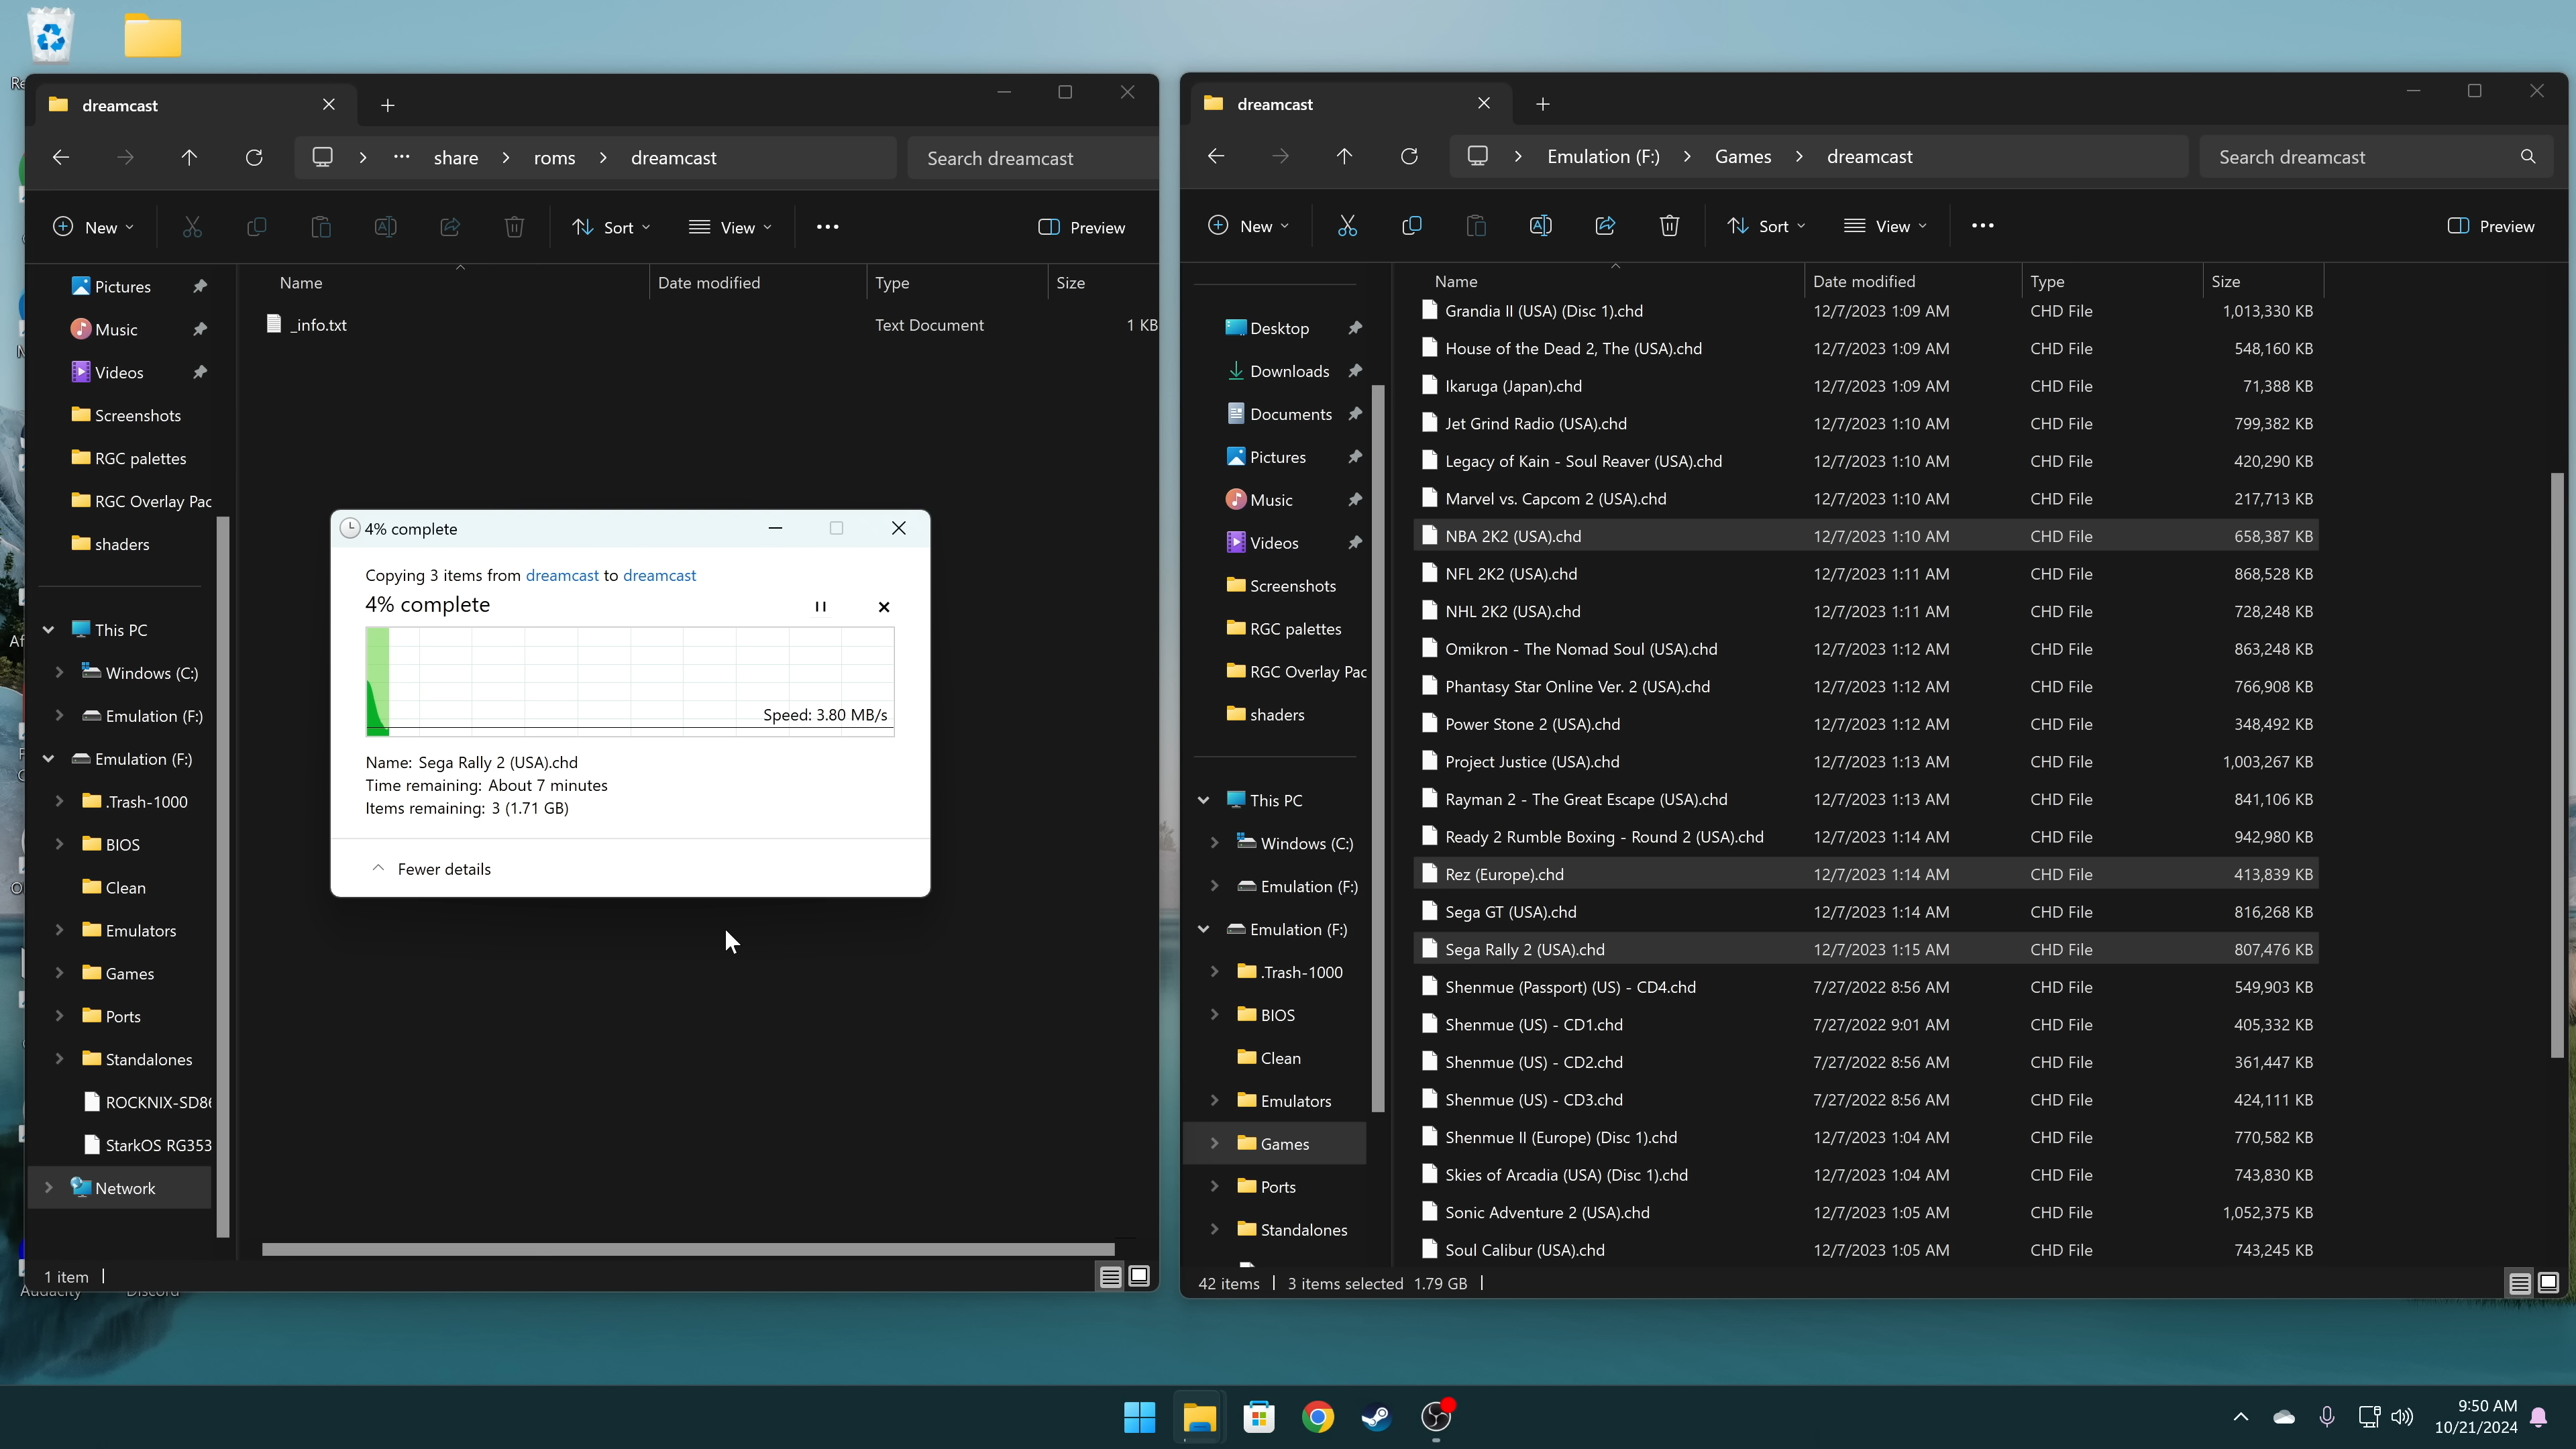 dreamcast
share
roms
dreamcast
Search dreamcast
New
Sort
View
Preview
Name
Date modified
Type
Size
_info.txt
Text Document
1 KB
Pictures
Music
Videos
Screenshots
RGC palettes
RGC Overlay Pac
shaders
This PC
Windows (C:)
Emulation (F:)
Emulation (F:)
.Trash-1000
BIOS
Clean
Emulators
Games
Ports
Standalones
ROCKNIX-SD86
StarkOS RG353
Network
1 item
Audacity
Discord
4% complete
Copying 3 items from dreamcast to dreamcast
4% complete
Speed: 3.80 MB/s
Name: Sega Rally 2 (USA).chd
Time remaining: About 7 minutes
Items remaining: 3 (1.71 GB)
Fewer details
dreamcast
Emulation (F:)
Games
dreamcast
Search dreamcast
New
Sort
View
Preview
Desktop
Downloads
Documents
Pictures
Music
Videos
Screenshots
RGC palettes
RGC Overlay Pac
shaders
This PC
Windows (C:)
Emulation (F:)
Emulation (F:)
.Trash-1000
BIOS
Clean
Emulators
Games
Ports
Standalones
Name Date modified Type Size
Grandia II (USA) (Disc 1).chd 12/7/2023 1:09 AM CHD File 1,013,330 KB
House of the Dead 2, The (USA).chd 12/7/2023 1:09 AM CHD File 548,160 KB
Ikaruga (Japan).chd 12/7/2023 1:09 AM CHD File 71,388 KB
Jet Grind Radio (USA).chd 12/7/2023 1:10 AM CHD File 799,382 KB
Legacy of Kain - Soul Reaver (USA).chd 12/7/2023 1:10 AM CHD File 420,290 KB
Marvel vs. Capcom 2 (USA).chd 12/7/2023 1:10 AM CHD File 217,713 KB
NBA 2K2 (USA).chd 12/7/2023 1:10 AM CHD File 658,387 KB
NFL 2K2 (USA).chd 12/7/2023 1:11 AM CHD File 868,528 KB
NHL 2K2 (USA).chd 12/7/2023 1:11 AM CHD File 728,248 KB
Omikron - The Nomad Soul (USA).chd 12/7/2023 1:12 AM CHD File 863,248 KB
Phantasy Star Online Ver. 2 (USA).chd 12/7/2023 1:12 AM CHD File 766,908 KB
Power Stone 2 (USA).chd 12/7/2023 1:12 AM CHD File 348,492 KB
Project Justice (USA).chd 12/7/2023 1:13 AM CHD File 1,003,267 KB
Rayman 2 - The Great Escape (USA).chd 12/7/2023 1:13 AM CHD File 841,106 KB
Ready 2 Rumble Boxing - Round 2 (USA).chd 12/7/2023 1:14 AM CHD File 942,980 KB
Rez (Europe).chd 12/7/2023 1:14 AM CHD File 413,839 KB
Sega GT (USA).chd 12/7/2023 1:14 AM CHD File 816,268 KB
Sega Rally 2 (USA).chd 12/7/2023 1:15 AM CHD File 807,476 KB
Shenmue (Passport) (US) - CD4.chd 7/27/2022 8:56 AM CHD File 549,903 KB
Shenmue (US) - CD1.chd 7/27/2022 9:01 AM CHD File 405,332 KB
Shenmue (US) - CD2.chd 7/27/2022 8:56 AM CHD File 361,447 KB
Shenmue (US) - CD3.chd 7/27/2022 8:56 AM CHD File 424,111 KB
Shenmue II (Europe) (Disc 1).chd 12/7/2023 1:04 AM CHD File 770,582 KB
Skies of Arcadia (USA) (Disc 1).chd 12/7/2023 1:04 AM CHD File 743,830 KB
Sonic Adventure 2 (USA).chd 12/7/2023 1:05 AM CHD File 1,052,375 KB
Soul Calibur (USA).chd 12/7/2023 1:05 AM CHD File 743,245 KB
42 items
3 items selected 1.79 GB
9:50 AM
10/21/2024